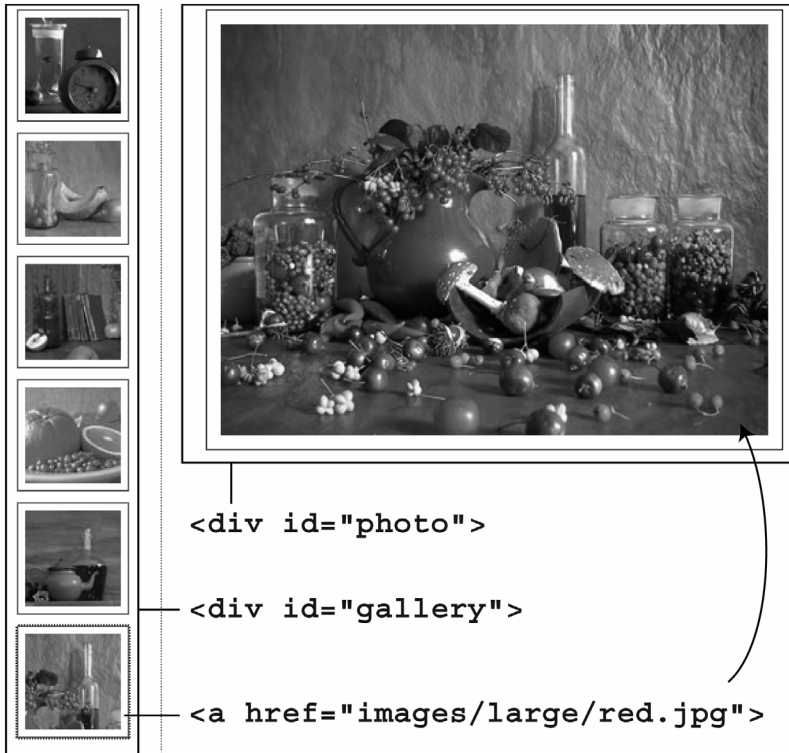 <div id="photo">
<div id="gallery">
<a href="images/large/red.jpg">